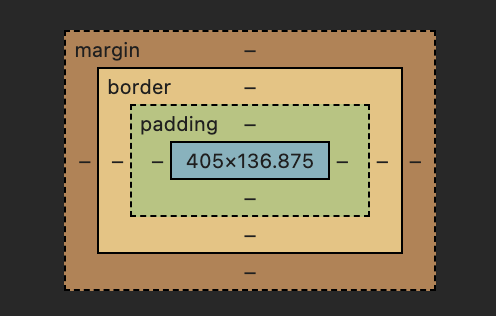 margin –
border –
padding –
– – – 405×136.875 – – –
–
–
–